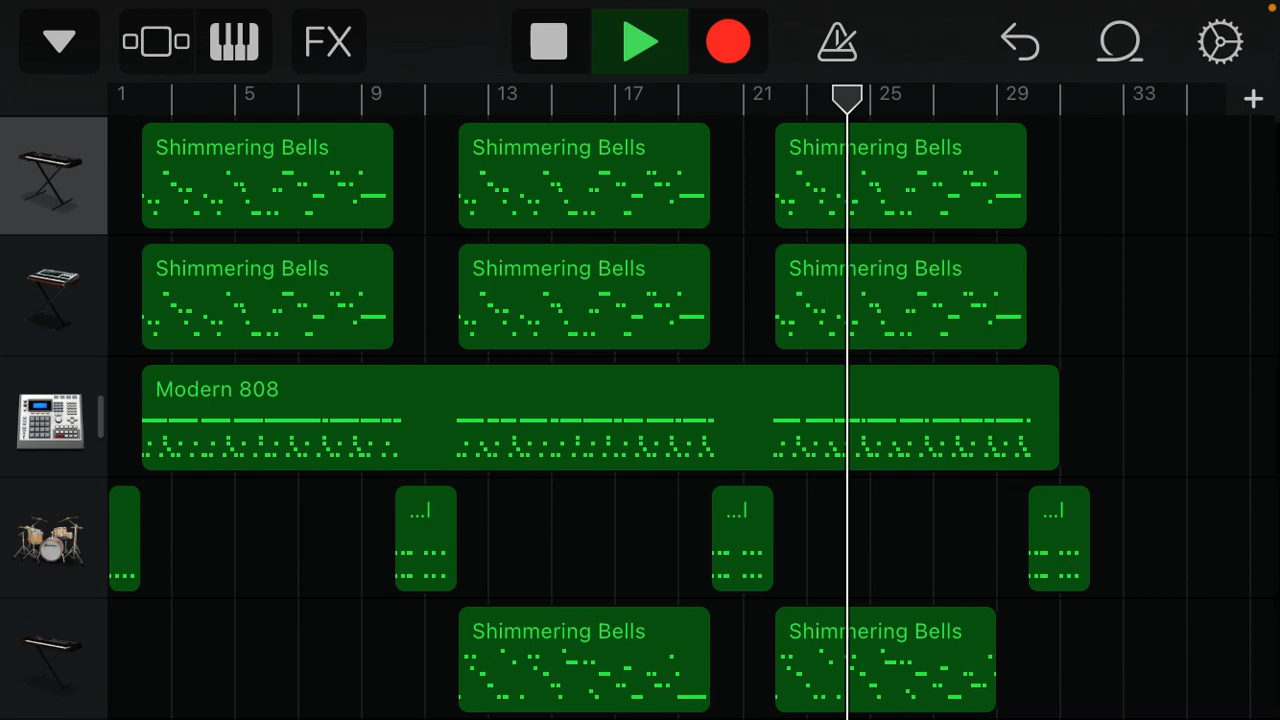 FX
1 5 9 13 17 21 25 29 33
Shimmering Bells Shimmering Bells Shimmering Bells
Shimmering Bells Shimmering Bells Shimmering Bells
Modern 808
...l ...l ...l
Shimmering Bells Shimmering Bells